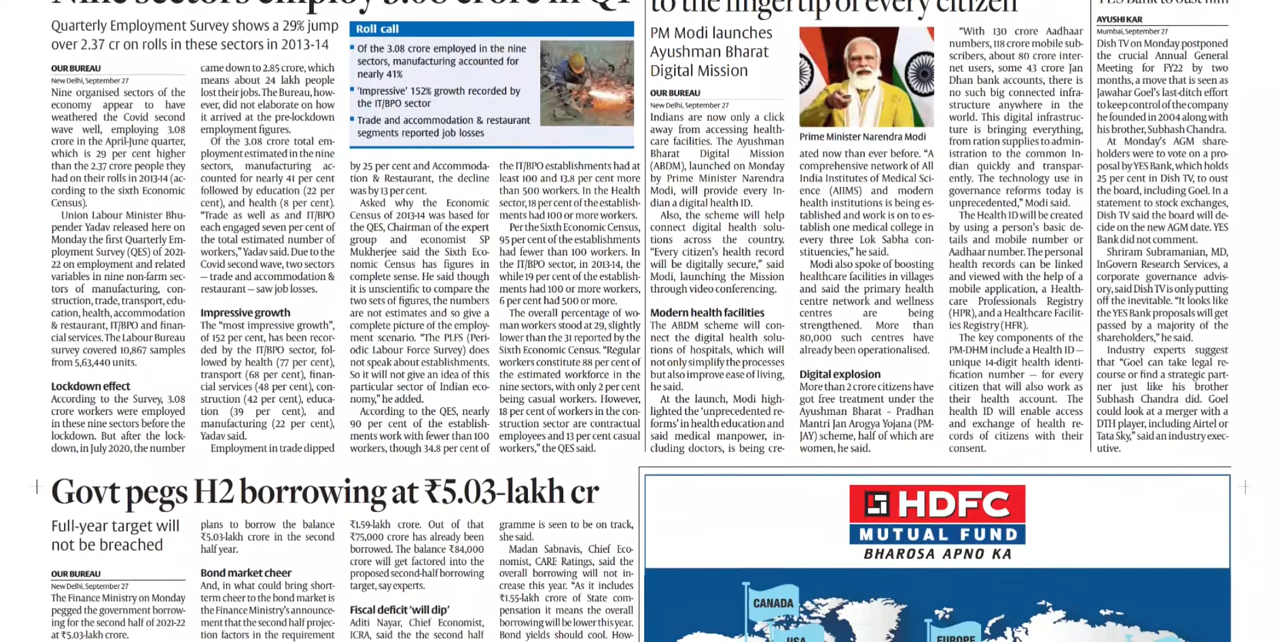 Nine sectors employ 3.08 crore in Q1
Quarterly Employment Survey shows a 29% jump
over 2.37 cr on rolls in these sectors in 2013-14
OUR BUREAU
New Delhi, September 27
Nine organised sectors of the
economy appear to have
weathered the Covid second
wave well, employing 3.08
crore in the April-June quarter,
which is 29 per cent higher
than the 2.37 crore people they
had on their rolls in 2013-14 (ac-
cording to the sixth Economic
Census).
Union Labour Minister Bhu-
pender Yadav released here on
Monday the first Quarterly Em-
ployment Survey (QES) of 2021-
22 on employment and related
variables in nine non-farm sec-
tors of manufacturing, con-
struction, trade, transport, edu-
cation, health, accommodation
& restaurant, IT/BPO and finan-
cial services. The Labour Bureau
survey covered 10,867 samples
from 5,63,440 units.
Lockdown effect
According to the Survey, 3.08
crore workers were employed
in these nine sectors before the
lockdown. But after the lock-
down, in July 2020, the number
came down to 2.85 crore, which
means about 24 lakh people
lost their jobs. The Bureau, how-
ever, did not elaborate on how
it arrived at the pre-lockdown
employment figures.
Of the 3.08 crore total em-
ployment estimated in the nine
sectors, manufacturing ac-
counted for nearly 41 per cent
followed by education (22 per
cent), and health (8 per cent).
"Trade as well as and IT/BPO
each engaged seven per cent of
the total estimated number of
workers," Yadav said. Due to the
Covid second wave, two sectors
— trade and accommodation &
restaurant — saw job losses.
Impressive growth
The "most impressive growth",
of 152 per cent, has been recor-
ded by the IT/BPO sector, fol-
lowed by health (77 per cent),
transport (68 per cent), finan-
cial services (48 per cent), con-
struction (42 per cent), educa-
tion (39 per cent), and
manufacturing (22 per cent),
Yadav said.
Employment in trade dipped
Roll call
Of the 3.08 crore employed in the nine
sectors, manufacturing accounted for
nearly 41%
'Impressive' 152% growth recorded by
the IT/BPO sector
Trade and accommodation & restaurant
segments reported job losses
by 25 per cent and Accommoda-
tion & Restaurant, the decline
was by 13 per cent.
Asked why the Economic
Census of 2013-14 was based for
the QES, Chairman of the expert
group and economist SP
Mukherjee said the Sixth Eco-
nomic Census has figures in
complete sense. He said though
it is unscientific to compare the
two sets of figures, the numbers
are not estimates and so give a
complete picture of the employ-
ment scenario. "The PLFS (Peri-
odic Labour Force Survey) does
not speak about establishments.
So it will not give an idea of this
particular sector of Indian eco-
nomy," he added.
According to the QES, nearly
90 per cent of the establish-
ments work with fewer than 100
workers, though 34.8 per cent of
the IT/BPO establishments had at
least 100 and 13.8 per cent more
than 500 workers. In the Health
sector, 18 per cent of the establish-
ments had 100 or more workers.
Per the Sixth Economic Census,
95 per cent of the establishments
had fewer than 100 workers. In
the IT/BPO sector, in 2013-14, the
while 19 per cent of the establish-
ments had 100 or more workers,
6 per cent had 500 or more.
The overall percentage of wo-
man workers stood at 29, slightly
lower than the 31 reported by the
Sixth Economic Census. "Regular
workers constitute 88 per cent of
the estimated workforce in the
nine sectors, with only 2 per cent
being casual workers. However,
18 per cent of workers in the con-
struction sector are contractual
employees and 13 per cent casual
workers," the QES said.
to the fingertip of every citizen
PM Modi launches
Ayushman Bharat
Digital Mission
OUR BUREAU
New Delhi, September 27
Indians are now only a click
away from accessing health-
care facilities. The Ayushman
Bharat Digital Mission
(ABDM), launched on Monday
by Prime Minister Narendra
Modi, will provide every In-
dian a digital health ID.
Also, the scheme will help
connect digital health solu-
tions across the country.
"Every citizen's health record
will be digitally secure," said
Modi, launching the Mission
through video conferencing.
Modern health facilities
The ABDM scheme will con-
nect the digital health solu-
tions of hospitals, which will
not only simplify the processes
but also improve ease of living,
he said.
At the launch, Modi high-
lighted the 'unprecedented re-
forms' in health education and
said medical manpower, in-
cluding doctors, is being cre-
Prime Minister Narendra Modi
ated now than ever before. "A
comprehensive network of All
India Institutes of Medical Sci-
ence (AIIMS) and modern
health institutions is being es-
tablished and work is on to es-
tablish one medical college in
every three Lok Sabha con-
stituencies," he said.
Modi also spoke of boosting
healthcare facilities in villages
and said the primary health
centre network and wellness
centres are being
strengthened. More than
80,000 such centres have
already been operationalised.
Digital explosion
More than 2 crore citizens have
got free treatment under the
Ayushman Bharat - Pradhan
Mantri Jan Arogya Yojana (PM-
JAY) scheme, half of which are
women, he said.
"With 130 crore Aadhaar
numbers, 118 crore mobile sub-
scribers, about 80 crore inter-
net users, some 43 crore Jan
Dhan bank accounts, there is
no such big connected infra-
structure anywhere in the
world. This digital infrastruc-
ture is bringing everything,
from ration supplies to admin-
istration to the common In-
dian quickly and transpar-
ently. The technology use in
governance reforms today is
unprecedented," Modi said.
The Health ID will be created
by using a person's basic de-
tails and mobile number or
Aadhaar number. The personal
health records can be linked
and viewed with the help of a
mobile application, a Health-
care Professionals Registry
(HPR), and a Healthcare Facilit-
ies Registry (HFR).
The key components of the
PM-DHM include a Health ID —
unique 14-digit health identi-
fication number — for every
citizen that will also work as
their health account. The
health ID will enable access
and exchange of health re-
cords of citizens with their
consent.
YES Bank to oust him
AYUSHI KAR
Mumbai, September 27
Dish TV on Monday postponed
the crucial Annual General
Meeting for FY22 by two
months, a move that is seen as
Jawahar Goel's last-ditch effort
to keep control of the company
he founded in 2004 along with
his brother, Subhash Chandra.
At Monday's AGM share-
holders were to vote on a pro-
posal by YES Bank, which holds
25 per cent in Dish TV, to oust
the board, including Goel. In a
statement to stock exchanges,
Dish TV said the board will de-
cide on the new AGM date. YES
Bank did not comment.
Shriram Subramanian, MD,
InGovern Research Services, a
corporate governance advis-
ory, said Dish TV is only putting
off the inevitable. "It looks like
the YES Bank proposals will get
passed by a majority of the
shareholders," he said.
Industry experts suggest
that "Goel can take legal re-
course or find a strategic part-
ner just like his brother
Subhash Chandra did. Goel
could look at a merger with a
DTH player, including Airtel or
Tata Sky," said an industry exec-
utive.
Govt pegs H2 borrowing at ₹5.03-lakh cr
Full-year target will
not be breached
OUR BUREAU
New Delhi, September 27
The Finance Ministry on Monday
pegged the government borrow-
ing for the second half of 2021-22
at ₹5.03-lakh crore.
plans to borrow the balance
₹5.03-lakh crore in the second
half year.
Bond market cheer
And, in what could bring short-
term cheer to the bond market is
the Finance Ministry's announce-
ment that the second half projec-
tion factors in the requirement
₹1.59-lakh crore. Out of that
₹75,000 crore has already been
borrowed. The balance ₹84,000
crore will get factored into the
proposed second-half borrowing
target, say experts.
Fiscal deficit 'will dip'
Aditi Nayar, Chief Economist,
ICRA, said the second half
gramme is seen to be on track,
she said.
Madan Sabnavis, Chief Eco-
nomist, CARE Ratings, said the
overall borrowing will not in-
crease this year. "As it includes
₹1.55-lakh crore of State com-
pensation it means the overall
borrowing will be lower this year.
Bond yields should cool. How-
HDFC
MUTUAL FUND
BHAROSA APNO KA
CANADA
USA
EUROPE